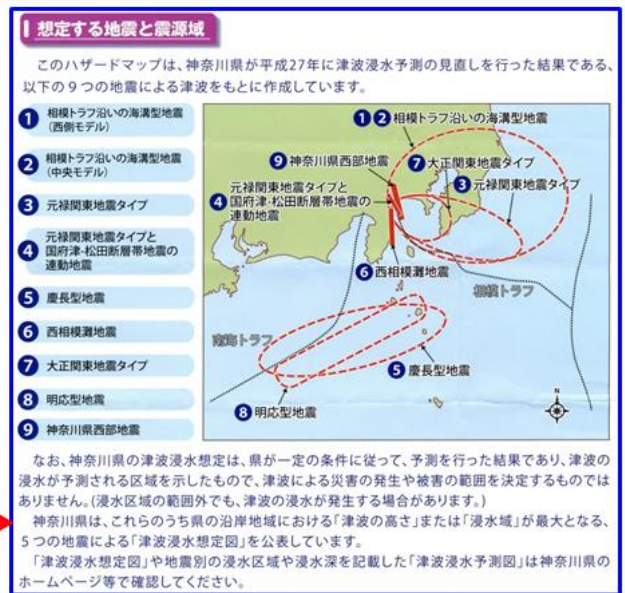 想定する地震と震源域
このハザードマップは、神奈川県が平成27年に津波浸水予測の見直しを行った結果である、
以下の９つの地震による津波をもとに作成しています。
1 相模トラフ沿いの海溝型地震
（西側モデル）
2 相模トラフ沿いの海溝型地震
（中央モデル）
3 元禄関東地震タイプ
4 元禄関東地震タイプと
国府津-松田断層帯地震の
連動地震
5 慶長型地震
6 西相模灘地震
7 大正関東地震タイプ
8 明応型地震
9 神奈川県西部地震
1 2 相模トラフ沿いの海溝型地震
9 神奈川県西部地震
7 大正関東地震タイプ
3 元禄関東地震タイプ
4 元禄関東地震タイプと
国府津-松田断層帯地震の
連動地震
6 西相模灘地震
相模トラフ
南海トラフ
5 慶長型地震
8 明応型地震
N
なお、神奈川県の津波浸水想定は、県が一定の条件に従って、予測を行った結果であり、津波の
浸水が予測される区域を示したもので、津波による災害の発生や被害の範囲を決定するものでは
ありません。(浸水区域の範囲外でも、津波の浸水が発生する場合があります。)
神奈川県は、これらのうち県の沿岸地域における「津波の高さ」または「浸水域」が最大となる、
５つの地震による「津波浸水想定図」を公表しています。
「津波浸水想定図」や地震別の浸水区域や浸水深を記載した「津波浸水予測図」は神奈川県の
ホームページ等で確認してください。